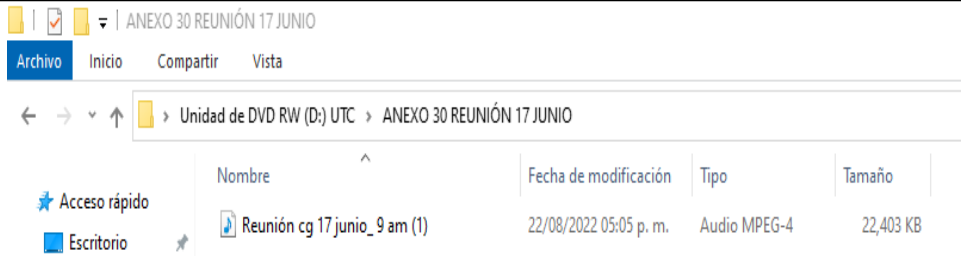 ANEXO 30 REUNIÓN 17 JUNIO
Archivo Inicio Compartir Vista
Unidad de DVD RW (D:) UTC > ANEXO 30 REUNIÓN 17 JUNIO
Nombre Fecha de modificación Tipo Tamaño
Acceso rápido
Reunión cg 17 junio_ 9 am (1) 22/08/2022 05:05 p. m. Audio MPEG-4 22,403 KB
Escritorio